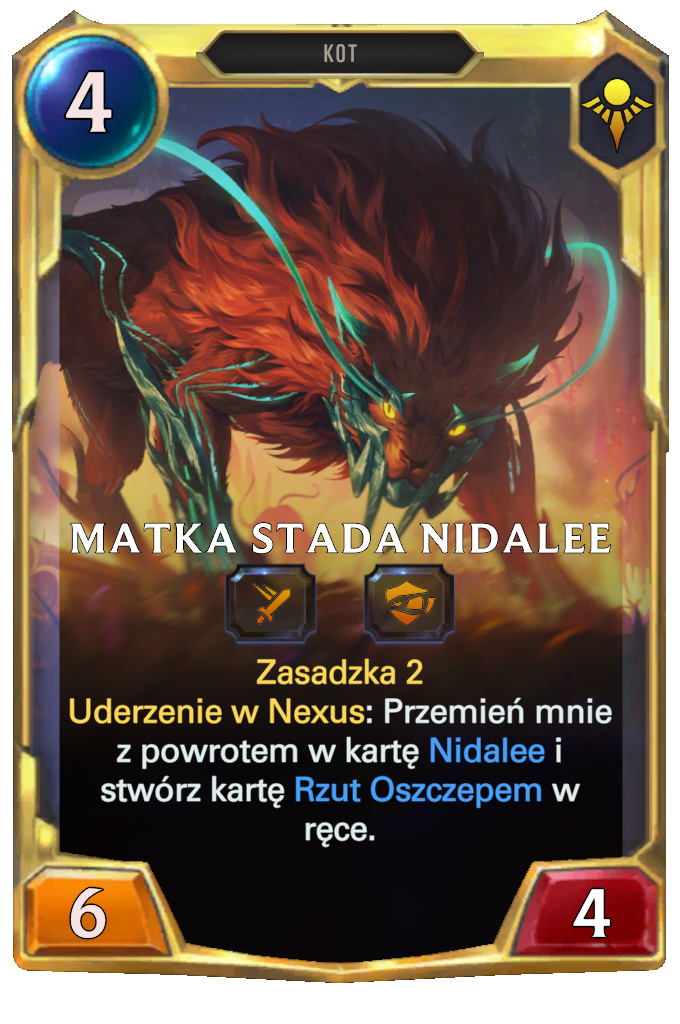 KOT
4
MATKA STADA NIDALEE
Zasadzka 2
Uderzenie w Nexus: Przemień mnie
z powrotem w kartę Nidalee i
stwórz kartę Rzut Oszczepem w
ręce.
6
4